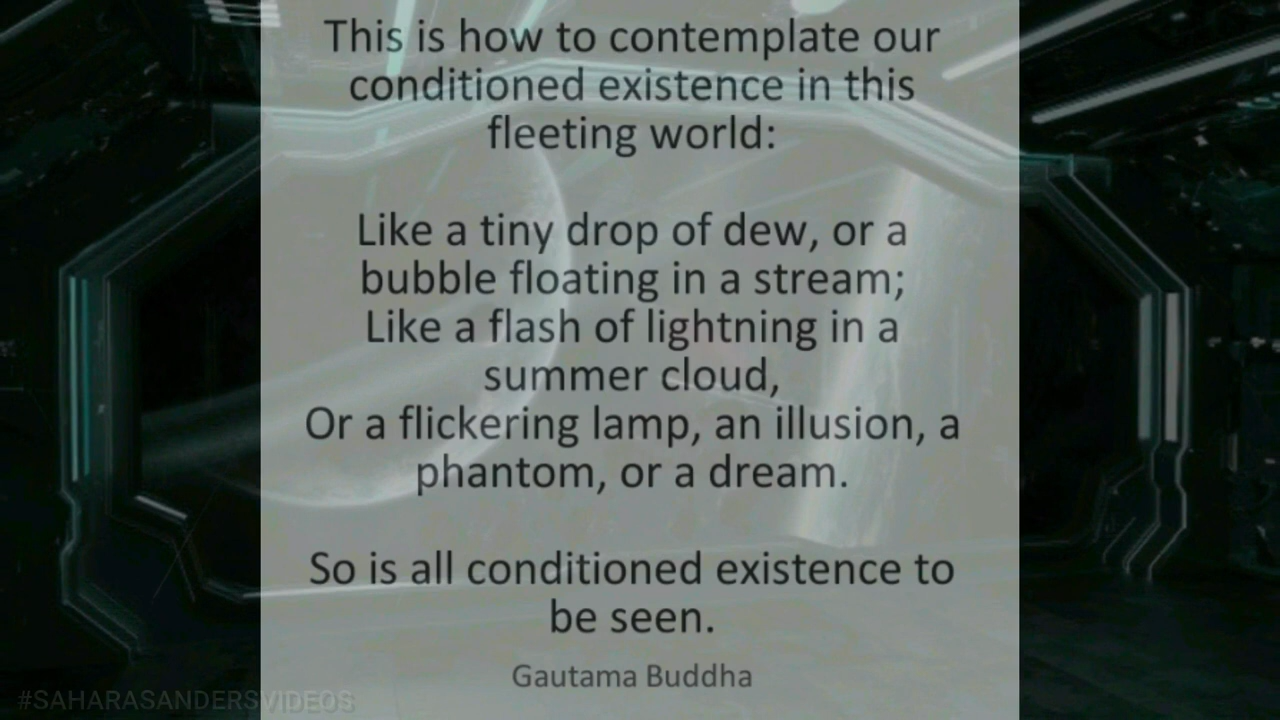 This is how to contemplate our
conditioned existence in this
fleeting world:
Like a tiny drop of dew, or a
bubble floating in a stream;
Like a flash of lightning in a
summer cloud,
Or a flickering lamp, an illusion, a
phantom, or a dream.
So is all conditioned existence to
be seen.
Gautama Buddha
#SAHARASANDERSVIDEOS